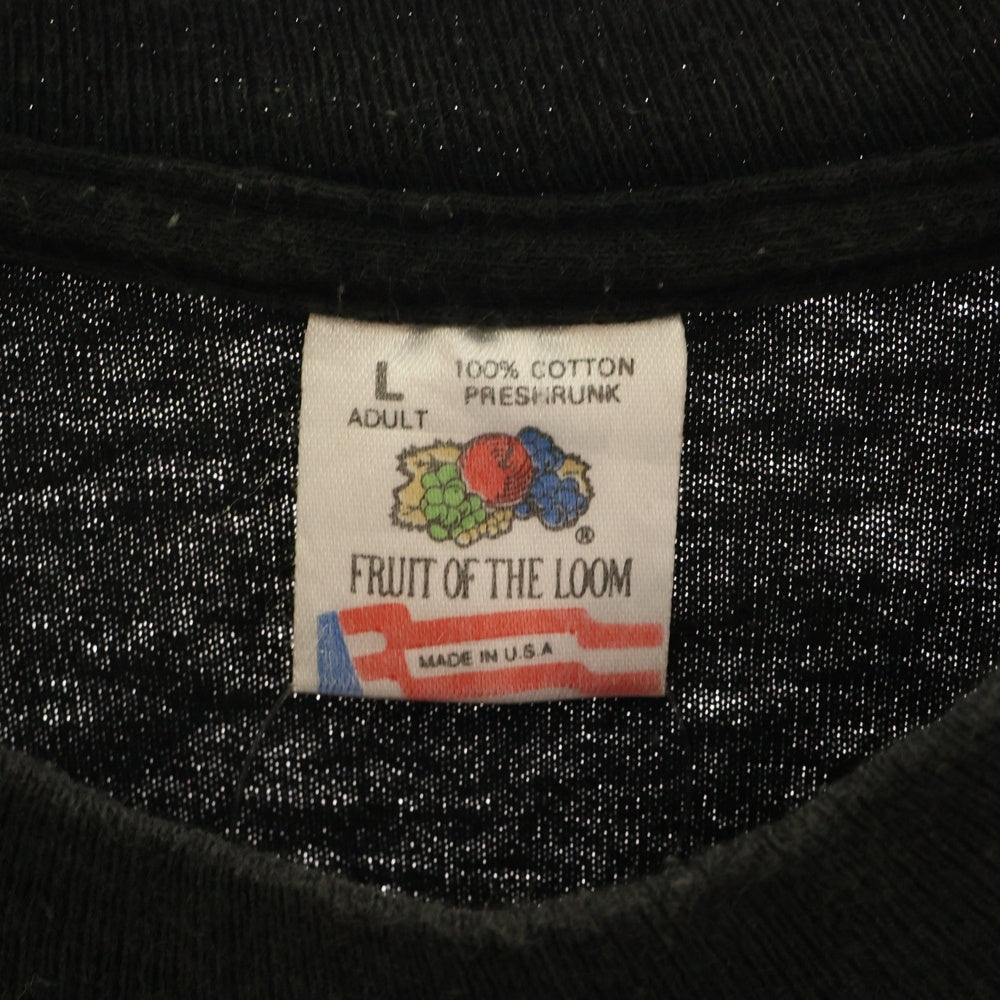 L
ADULT
100% COTTON
PRESHRUNK
®
FRUIT OF THE LOOM
MADE IN U.S.A